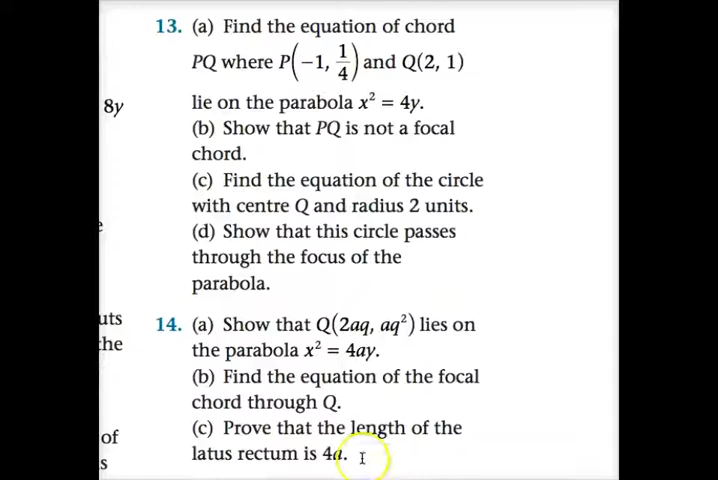 13. (a) Find the equation of chord
PQ where P(−1, 1/4) and Q(2, 1)
8y
lie on the parabola x² = 4y.
(b) Show that PQ is not a focal
chord.
(c) Find the equation of the circle
with centre Q and radius 2 units.
e
(d) Show that this circle passes
through the focus of the
parabola.
uts
14. (a) Show that Q(2aq, aq²) lies on
the
the parabola x² = 4ay.
(b) Find the equation of the focal
chord through Q.
(c) Prove that the length of the
of
latus rectum is 4a.
s